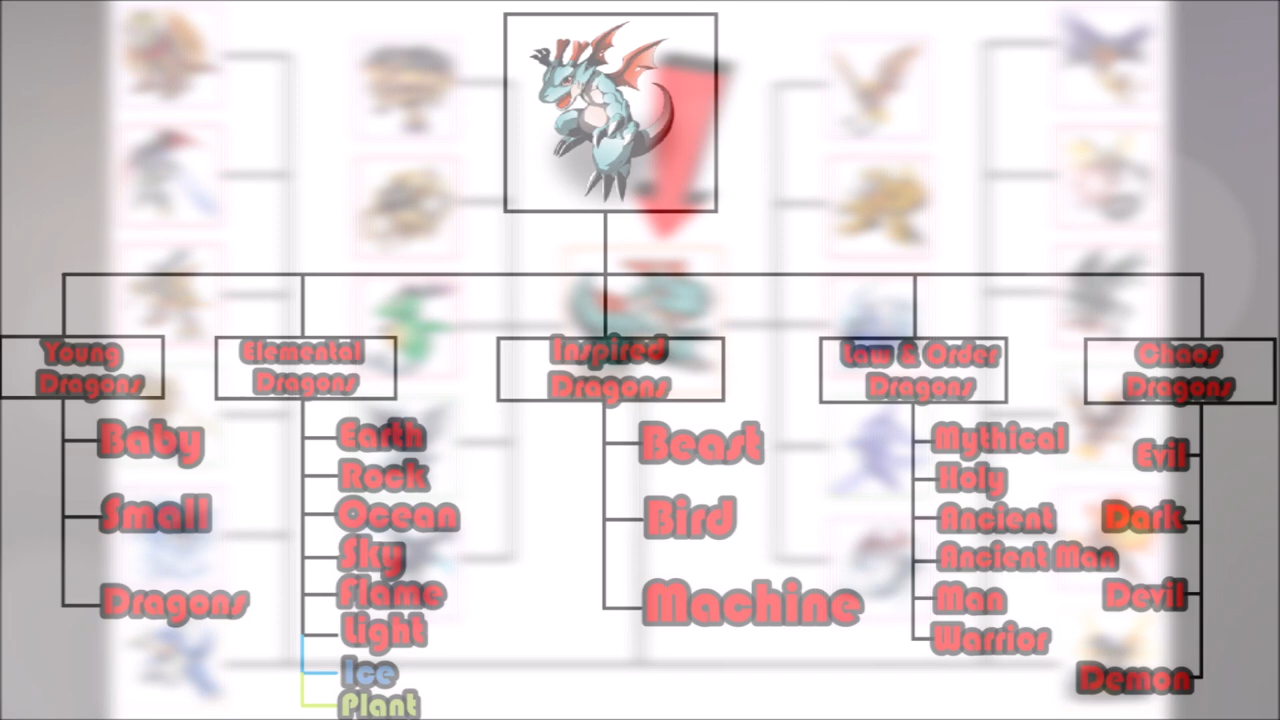 Young
Dragons
Baby
Small
Dragons
Elemental
Dragons
Earth
Rock
Ocean
Sky
Flame
Light
Ice
Plant
Inspired
Dragons
Beast
Bird
Machine
Law & Order
Dragons
Mythical
Holy
Ancient
Ancient Man
Man
Warrior
Chaos
Dragons
Evil
Dark
Devil
Demon